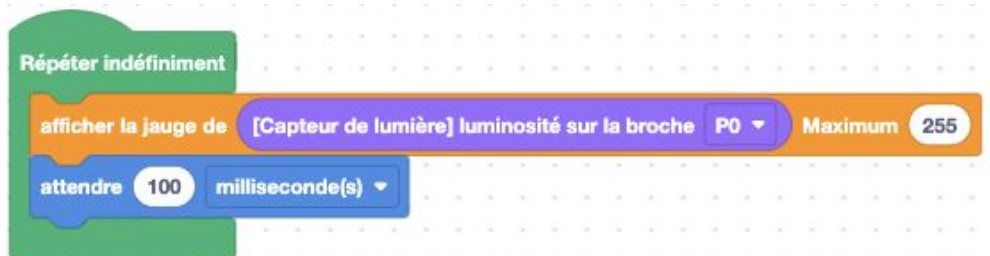 Répéter indéfiniment
afficher la jauge de [Capteur de lumière] luminosité sur la broche P0 Maximum 255
attendre 100 milliseconde(s)